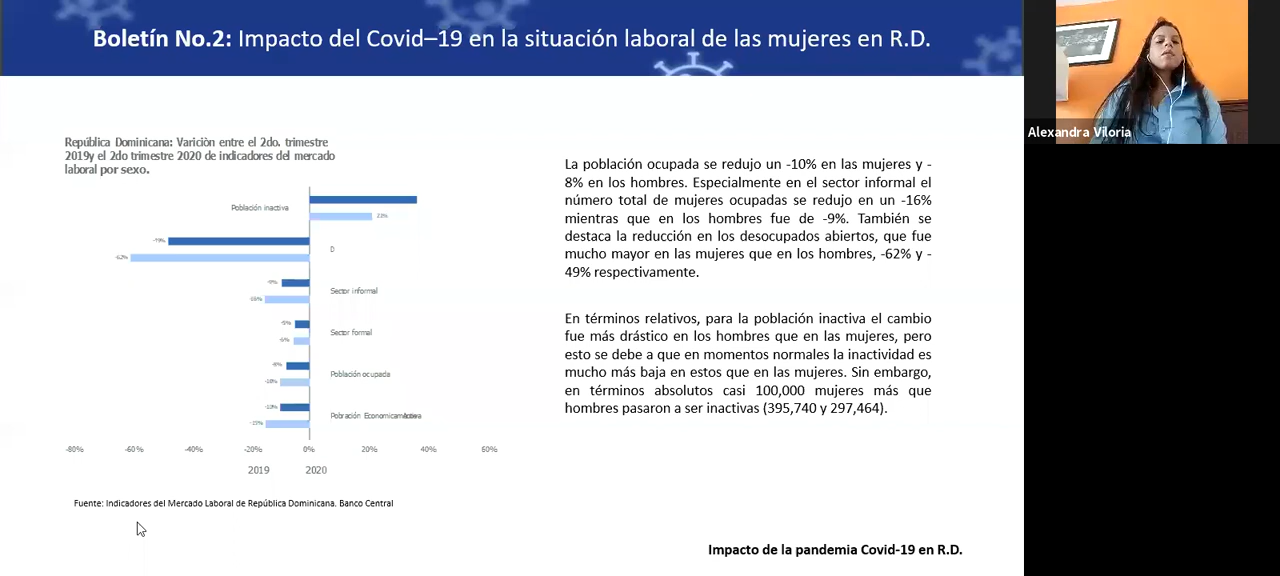 Boletín No.2: Impacto del Covid–19 en la situación laboral de las mujeres en R.D.
Alexandra Viloria
República Dominicana: Varición entre el 2do. trimestre
2019y el 2do trimestre 2020 de indicadores del mercado
laboral por sexo.
Población inactiva
D
-62%
Sector informal
Sector formal
Población ocupada
-10%
-80%
-60%
-40%
-20%
0%
20%
40%
60%
2019
2020
Fuente: Indicadores del Mercado Laboral de República Dominicana. Banco Central
La población ocupada se redujo un -10% en las mujeres y -
8% en los hombres. Especialmente en el sector informal el
número total de mujeres ocupadas se redujo en un -16%
mientras que en los hombres fue de -9%. También se
destaca la reducción en los desocupados abiertos, que fue
mucho mayor en las mujeres que en los hombres, -62% y -
49% respectivamente.
En términos relativos, para la población inactiva el cambio
fue más drástico en los hombres que en las mujeres, pero
esto se debe a que en momentos normales la inactividad es
mucho más baja en estos que en las mujeres. Sin embargo,
en términos absolutos casi 100,000 mujeres más que
hombres pasaron a ser inactivas (395,740 y 297,464).
Impacto de la pandemia Covid-19 en R.D.